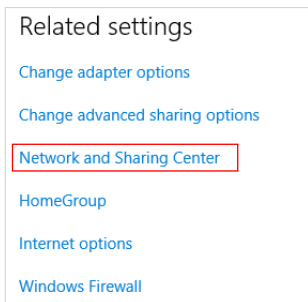 Related settings
Change adapter options
Change advanced sharing options
Network and Sharing Center
HomeGroup
Internet options
Windows Firewall